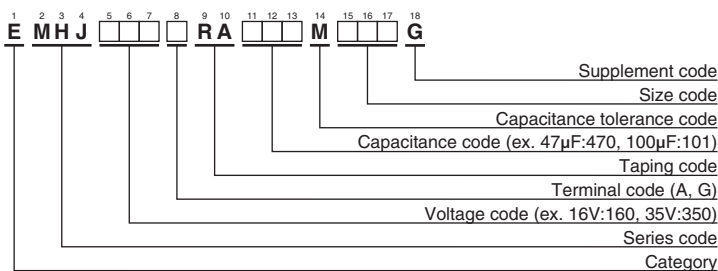 1 2 3 4 5 6 7 8 9 10 11 12 13 14 15 16 17 18
E M H J □□□ □ R A □□□ M □□□ G
Supplement code
Size code
Capacitance tolerance code
Capacitance code (ex. 47µF:470, 100µF:101)
Taping code
Terminal code (A, G)
Voltage code (ex. 16V:160, 35V:350)
Series code
Category